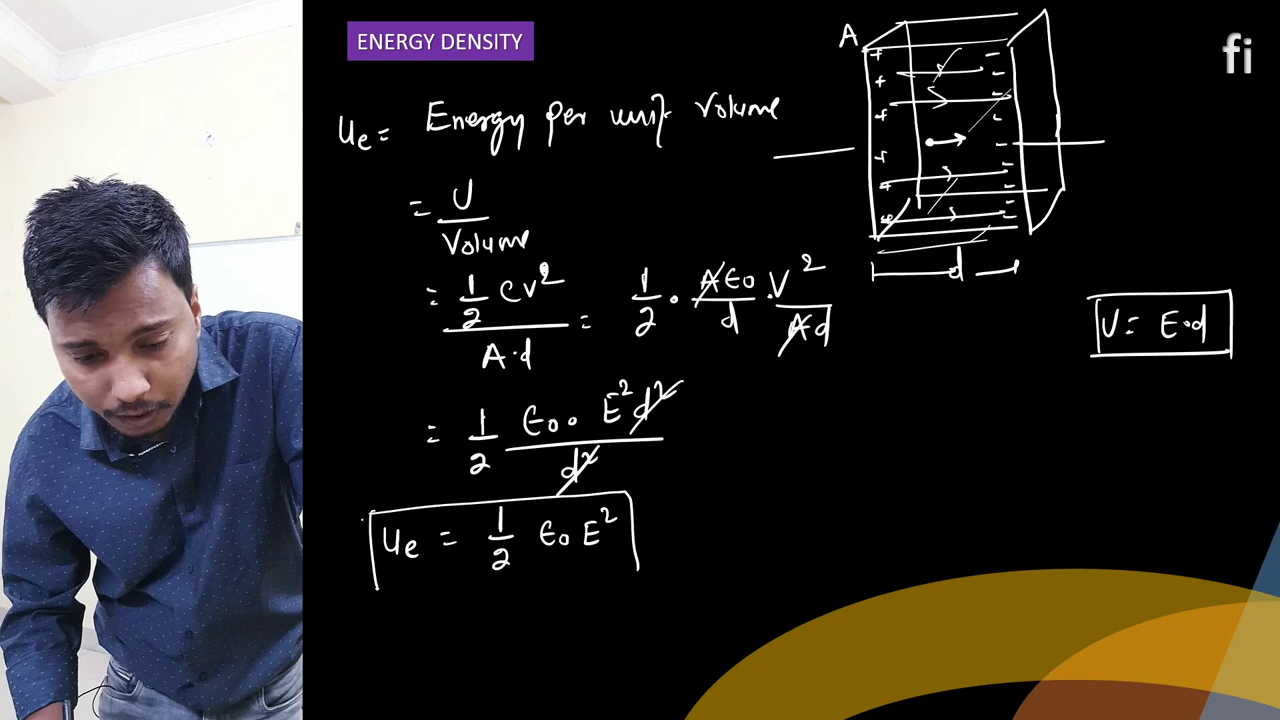 ENERGY DENSITY
fi
A
+ + + + + +
- - - - - - - -
d
ue = Energy per unit Volume
= U / Volume
= 1/2 CV² / A·d = 1/2 · Aε0/d · V²/Ad
V = E·d
= 1/2 ε0· E²d² / d²
ue = 1/2 ε0 E²